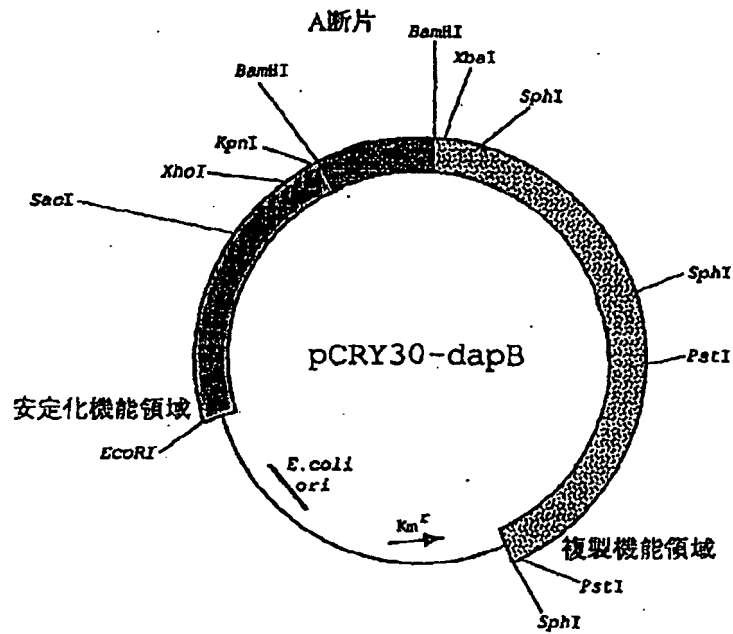 A断片
BamHI
XbaI
BamHI
SphI
KpnI
XhoI
SacI
SphI
pCRY30-dapB
PstI
安定化機能領域
EcoRI
E.coli
ori
Kmr
複製機能領域
PstI
SphI